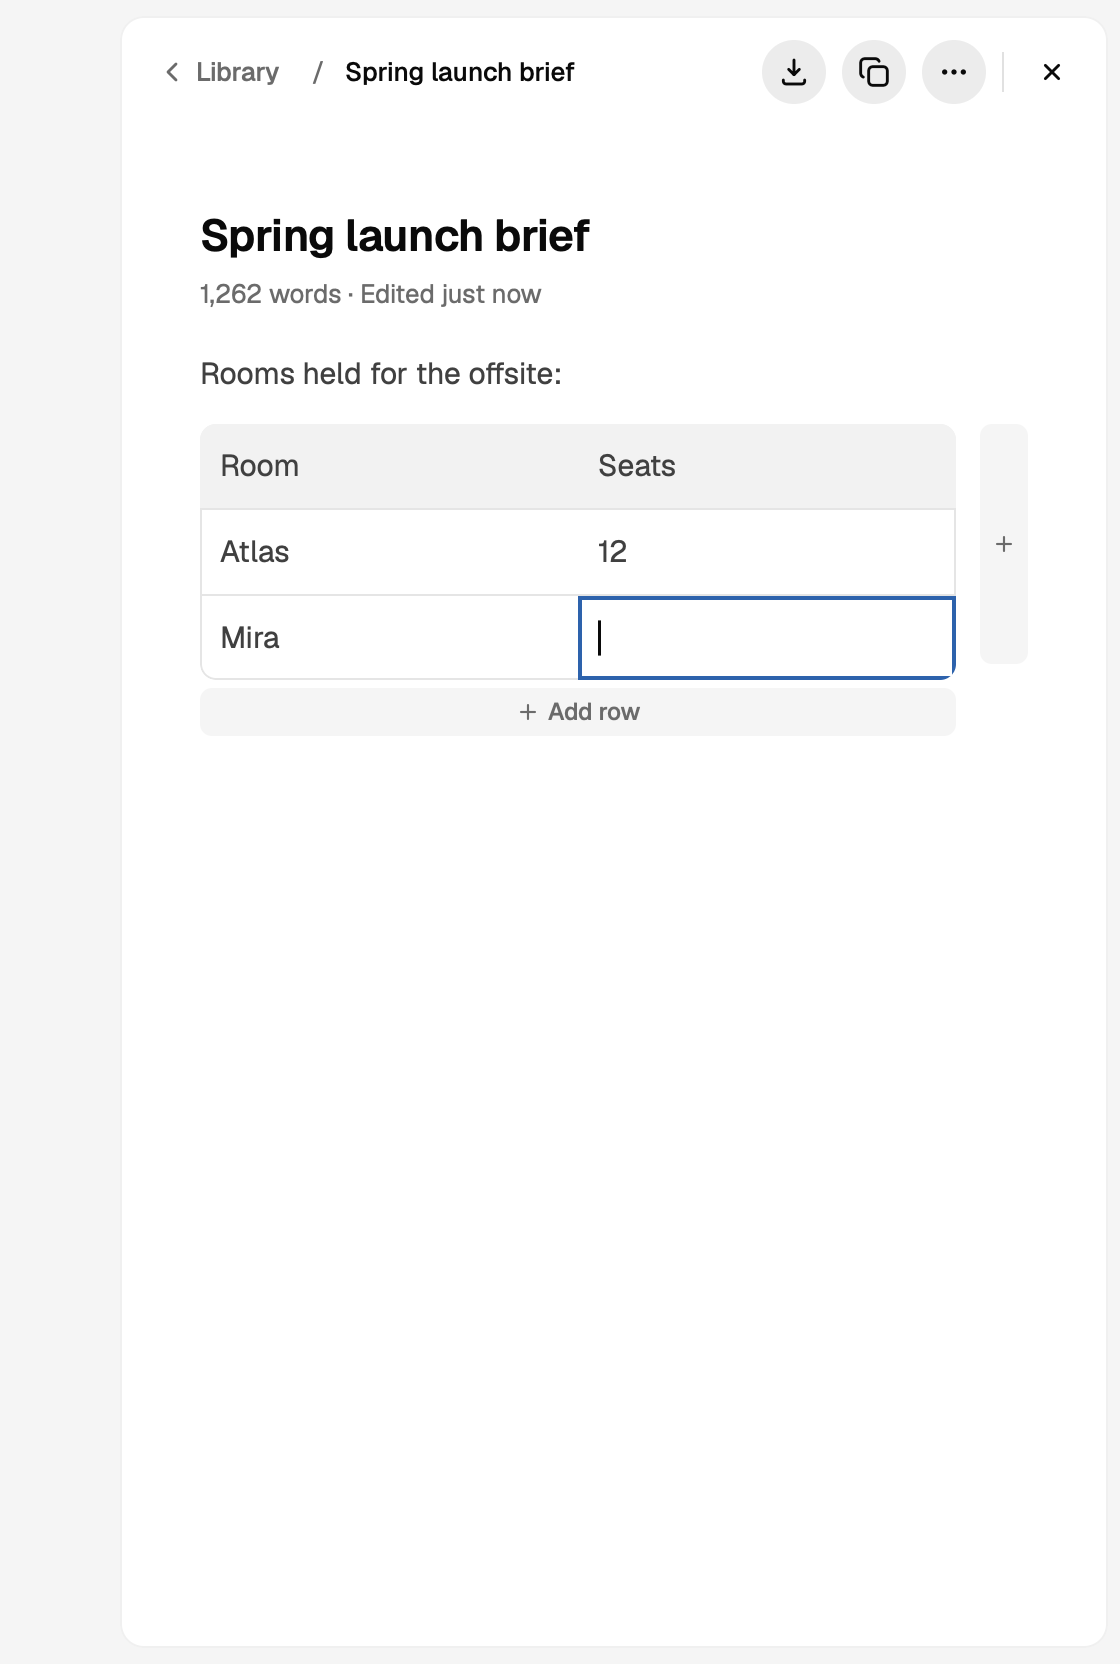 Library / Spring launch brief
Spring launch brief
1,262 words · Edited just now
Rooms held for the offsite:
Room Seats
Atlas 12
Mira
+ Add row